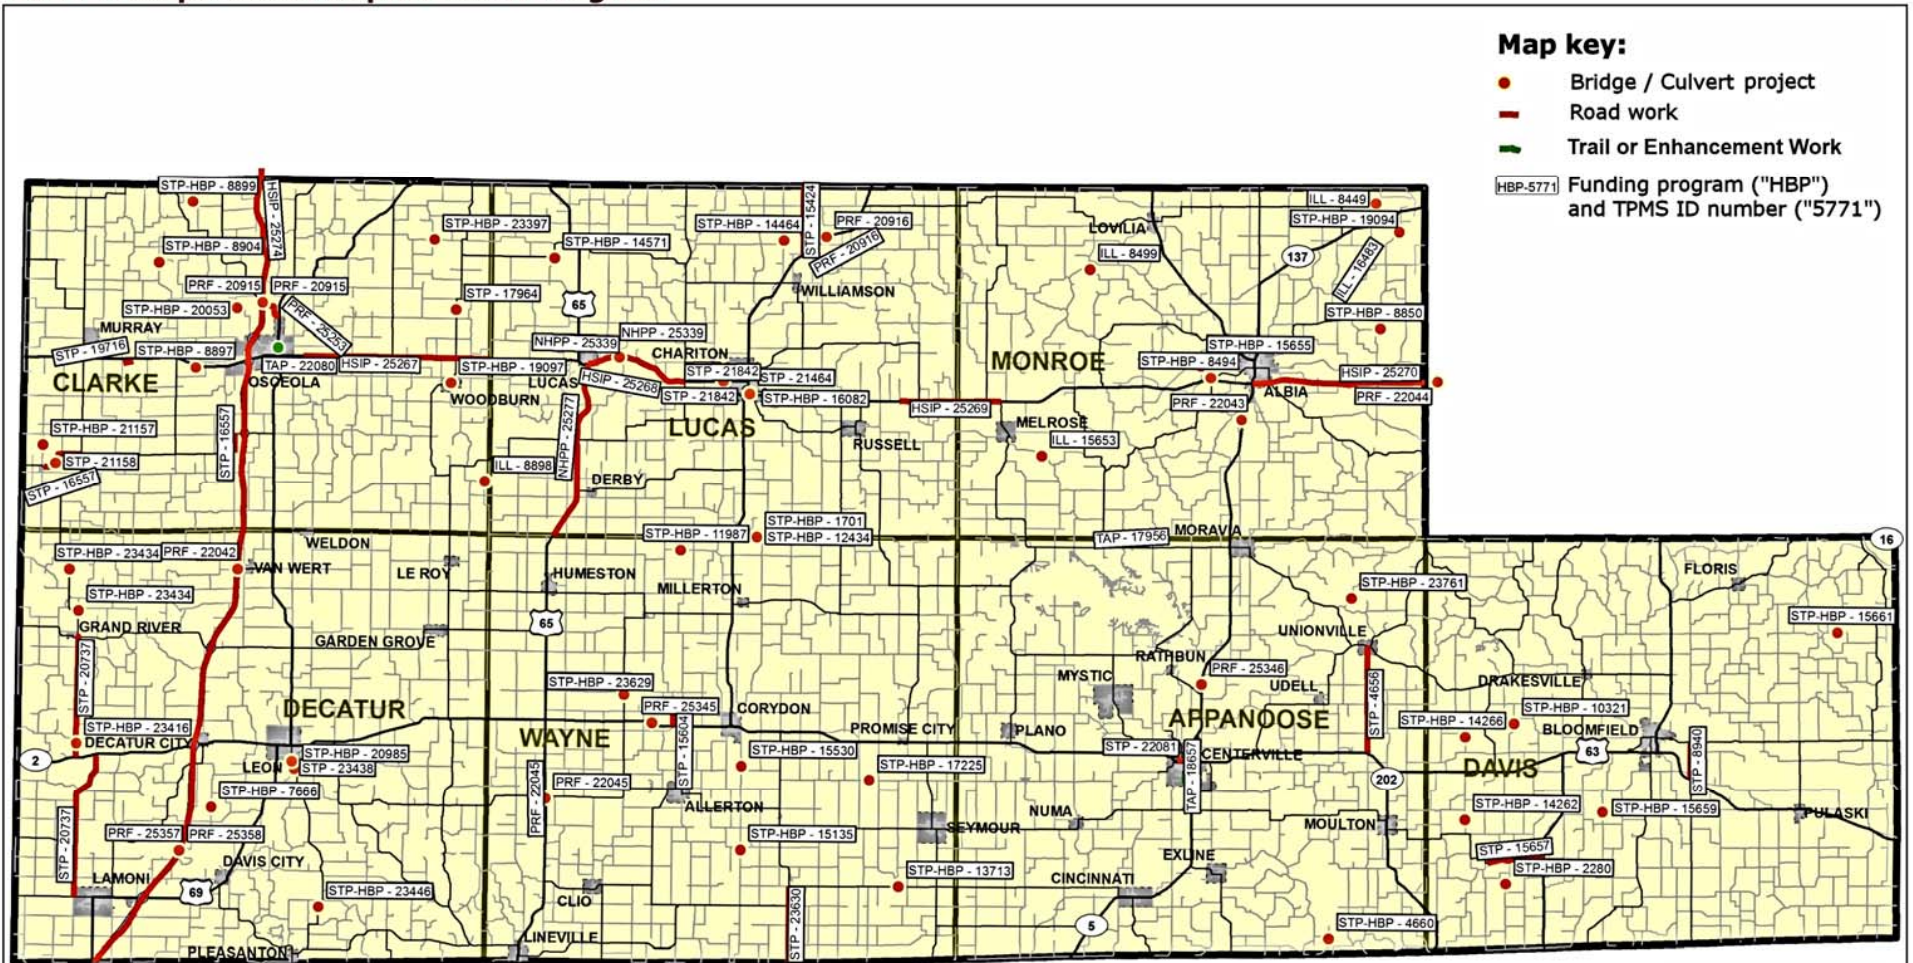 Map key:
Bridge / Culvert project
Road work
Trail or Enhancement Work
HBP-5771
Funding program ("HBP")
and TPMS ID number ("5771")
STP-HBP - 8899
HSIP - 25274
STP-HBP - 8904
PRF - 20915
PRF - 20915
STP-HBP - 20053
PRF - 25253
MURRAY
STP - 19716
STP-HBP - 8897
TAP - 22080
HSIP - 25267
OSCEOLA
CLARKE
STP-HBP - 21157
STP - 21158
STP - 16557
STP - 16557
STP-HBP - 23397
STP - 17964
STP-HBP - 19097
WOODBURN
ILL - 8898
STP-HBP - 14571
65
NHPP - 25339
NHPP - 25339
CHARITON
LUCAS
HSIP - 25268
STP - 21842
STP - 21842
STP - 21464
STP-HBP - 16082
LUCAS
NHPP - 25277
DERBY
RUSSELL
STP-HBP - 14464
STP - 15424
PRF - 20916
PRF - 20916
WILLIAMSON
HSIP - 25269
MONROE
LOVILIA
ILL - 8499
137
ILL - 8449
STP-HBP - 19094
ILL - 16483
STP-HBP - 8850
STP-HBP - 15655
STP-HBP - 8494
HSIP - 25270
ALBIA
PRF - 22044
PRF - 22043
MELROSE
ILL - 15653
TAP - 17956
MORAVIA
STP-HBP - 23434
PRF - 22042
WELDON
VAN WERT
LE ROY
STP-HBP - 23434
GRAND RIVER
GARDEN GROVE
STP - 20737
DECATUR
STP-HBP - 23416
DECATUR CITY
2
LEON
STP-HBP - 20985
STP - 23438
STP-HBP - 7666
STP - 20737
PRF - 25357
PRF - 25358
DAVIS CITY
LAMONI
69
STP-HBP - 23446
PLEASANTON
STP-HBP - 11987
STP-HBP - 1701
STP-HBP - 12434
HUMESTON
MILLERTON
65
STP-HBP - 23629
PRF - 25345
CORYDON
WAYNE
STP - 15604
PROMISE CITY
STP-HBP - 15530
STP-HBP - 17225
PRF - 22045
PRF - 22045
ALLERTON
SEYMOUR
STP-HBP - 15135
STP-HBP - 13713
CLIO
LINEVILLE
STP - 23630
STP-HBP - 23761
UNIONVILLE
RATHBUN
MYSTIC
PRF - 25346
UDELL
STP - 4656
APPANOOSE
PLANO
STP - 22081
CENTERVILLE
TAP - 18657
202
NUMA
MOULTON
EXLINE
CINCINNATI
5
STP-HBP - 4660
16
FLORIS
STP-HBP - 15661
DRAKESVILLE
STP-HBP - 14266
STP-HBP - 10321
BLOOMFIELD
63
DAVIS
STP - 8940
STP-HBP - 14262
STP-HBP - 15659
PULASKI
STP - 15657
STP-HBP - 2280